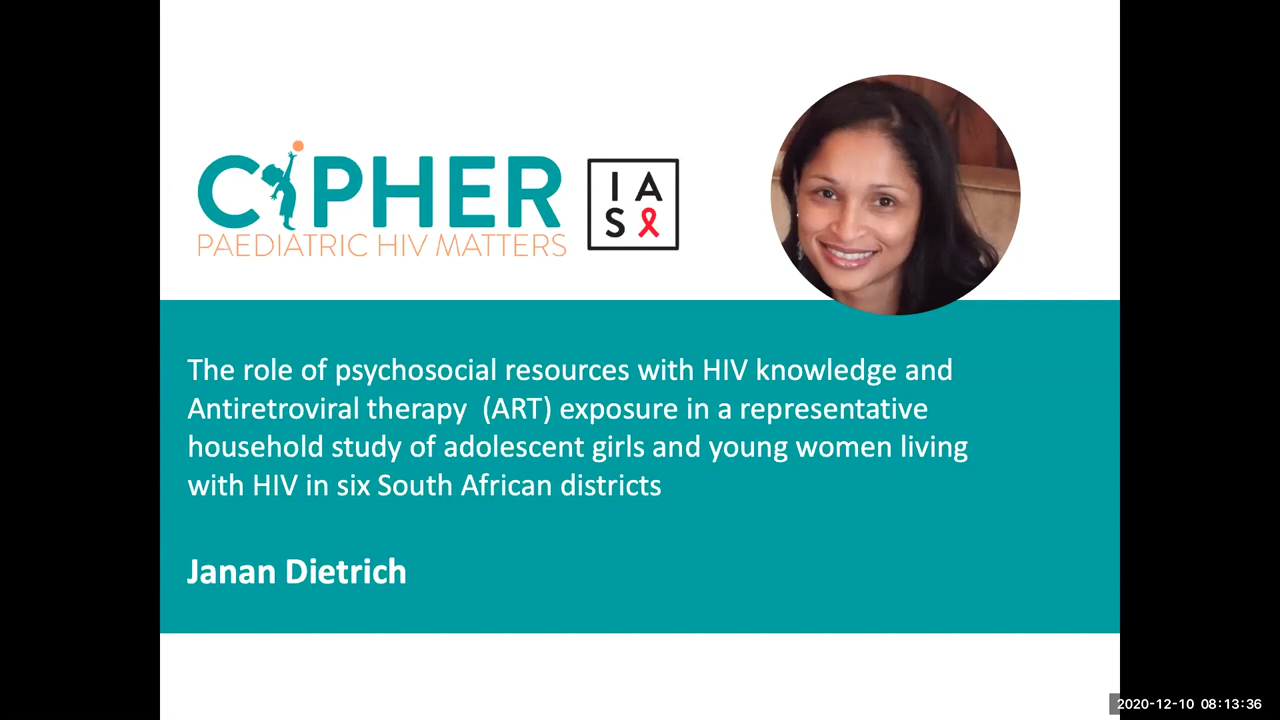 CIPHER
PAEDIATRIC HIV MATTERS
IA
S
The role of psychosocial resources with HIV knowledge and
Antiretroviral therapy (ART) exposure in a representative
household study of adolescent girls and young women living
with HIV in six South African districts
Janan Dietrich
2020-12-10 08:13:36